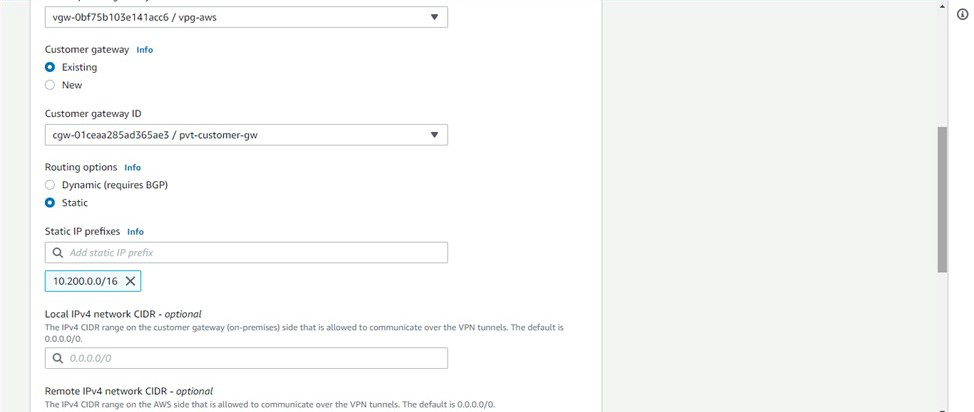 vgw-0bf75b103e141acc6 / vpg-aws
Customer gateway Info
Existing
New
Customer gateway ID
cgw-01ceaa285ad365ae3 / pvt-customer-gw
Routing options Info
Dynamic (requires BGP)
Static
Static IP prefixes Info
Add static IP prefix
10.200.0.0/16
Local IPv4 network CIDR - optional
The IPv4 CIDR range on the customer gateway (on-premises) side that is allowed to communicate over the VPN tunnels. The default is
0.0.0.0/0.
0.0.0.0/0
Remote IPv4 network CIDR - optional
The IPv4 CIDR range on the AWS side that is allowed to communicate over the VPN tunnels. The default is 0.0.0.0/0.